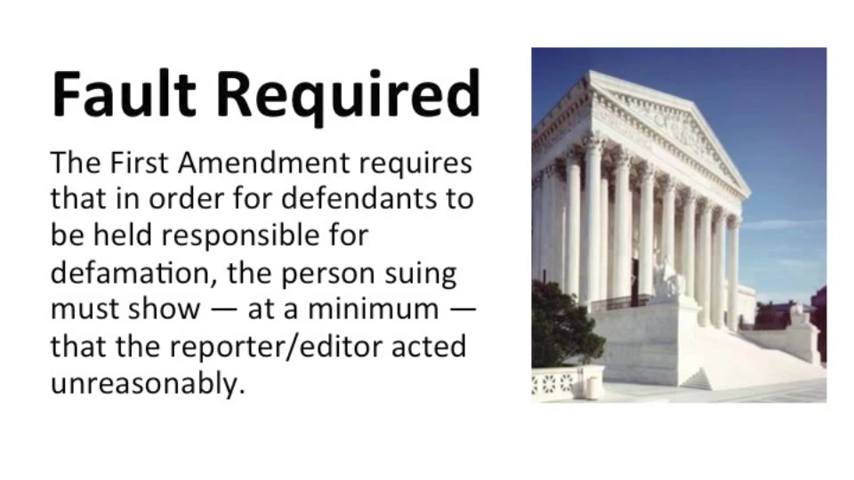 Fault Required
The First Amendment requires
that in order for defendants to
be held responsible for
defamation, the person suing
must show — at a minimum —
that the reporter/editor acted
unreasonably.